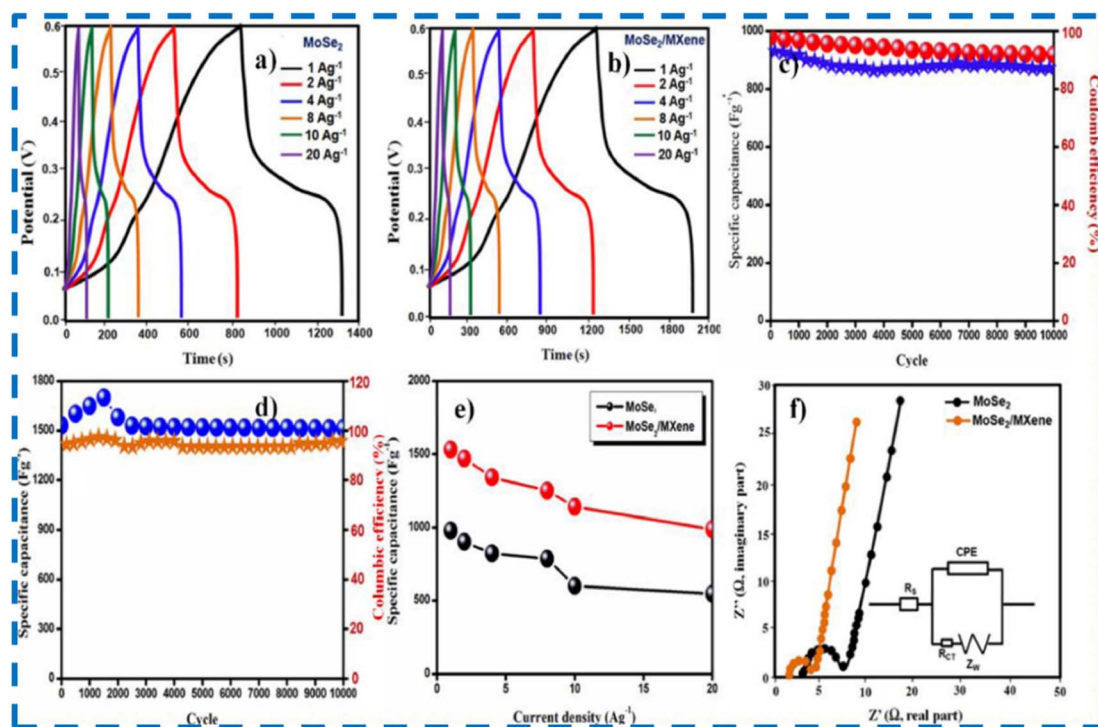 a)
MoSe2
1 Ag-1
2 Ag-1
4 Ag-1
8 Ag-1
10 Ag-1
20 Ag-1
Potential (V)
0.6
0.5
0.4
0.3
0.2
0.1
0.0
0 200 400 600 800 1000 1200 1400
Time (s)
b)
MoSe2/MXene
1 Ag-1
2 Ag-1
4 Ag-1
8 Ag-1
10 Ag-1
20 Ag-1
Potential (V)
0.6
0.5
0.4
0.3
0.2
0.1
0.0
0 300 600 900 1200 1500 1800 2100
Time (s)
c)
Specific capacitance (Fg-1)
1000
800
600
400
200
0
0 1000 2000 3000 4000 5000 6000 7000 8000 10000
Cycle
100
80
60
40
20
0
Coulomb efficiency (%)
d)
Specific capacitance (Fg-1)
1800
1500
1200
900
600
300
0
0 1000 2000 3000 4000 5000 6000 7000 8000 10000
Cycle
120
100
80
60
40
20
0
Columbic efficiency (%)
e)
MoSe2
MoSe2/MXene
Specific capacitance (Fg-1)
2000
1500
1000
500
0
0 5 10 15 20
Current density (Ag-1)
f)
MoSe2
MoSe2/MXene
Z'' (Ω, imaginary part)
30
25
20
15
10
5
0
0 5 10 20 30 40 50
Z' (Ω, real part)
CPE
RS
RCT
ZW